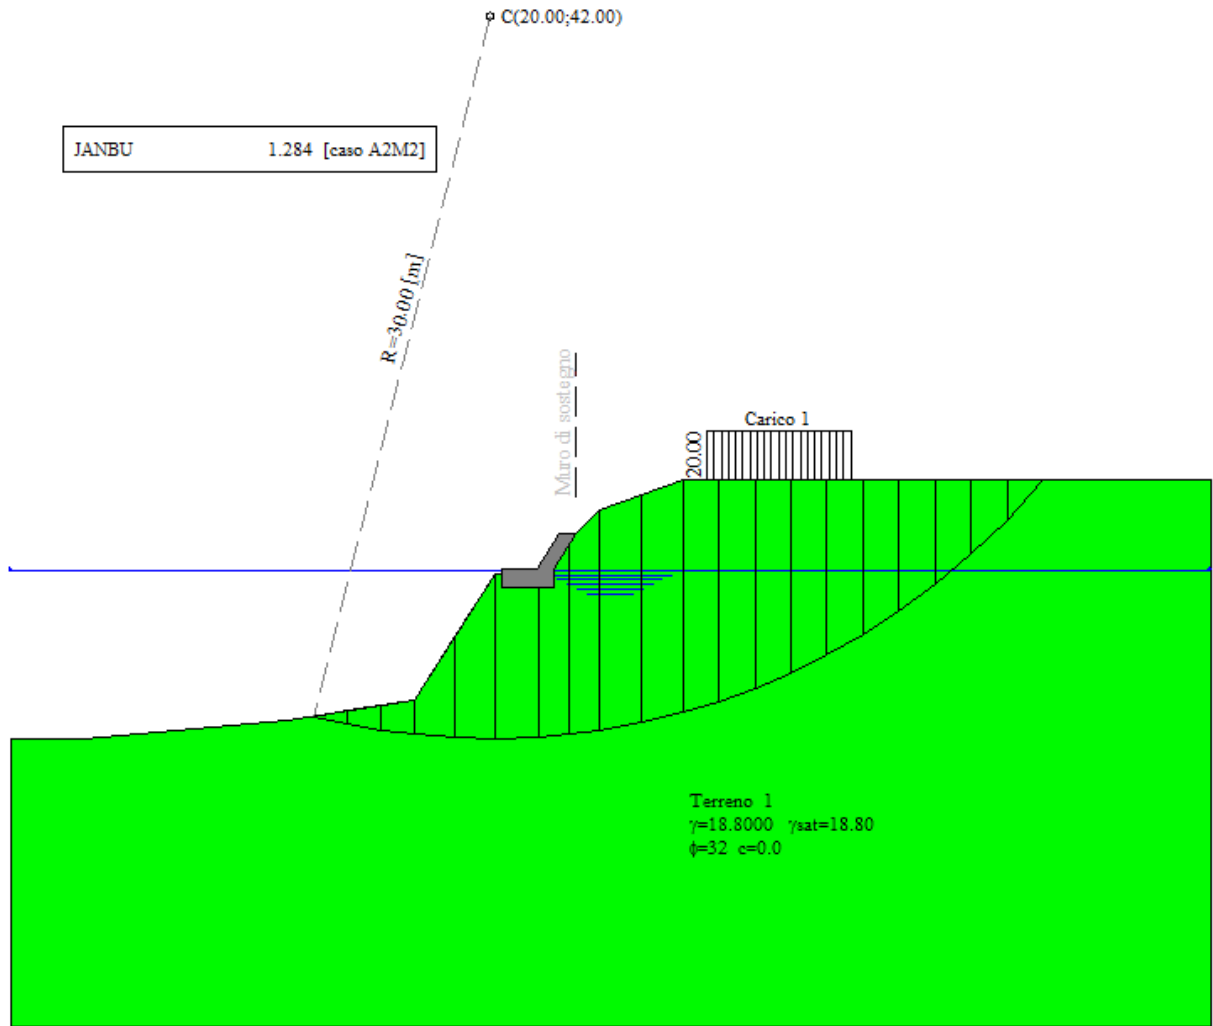 C(20.00;42.00)
JANBU 1.284 [caso A2M2]
R=30.00 [m]
Muro di sostegno
Carico 1
20.00
Terreno 1
γ=18.8000 γsat=18.80
ϕ=32 c=0.0